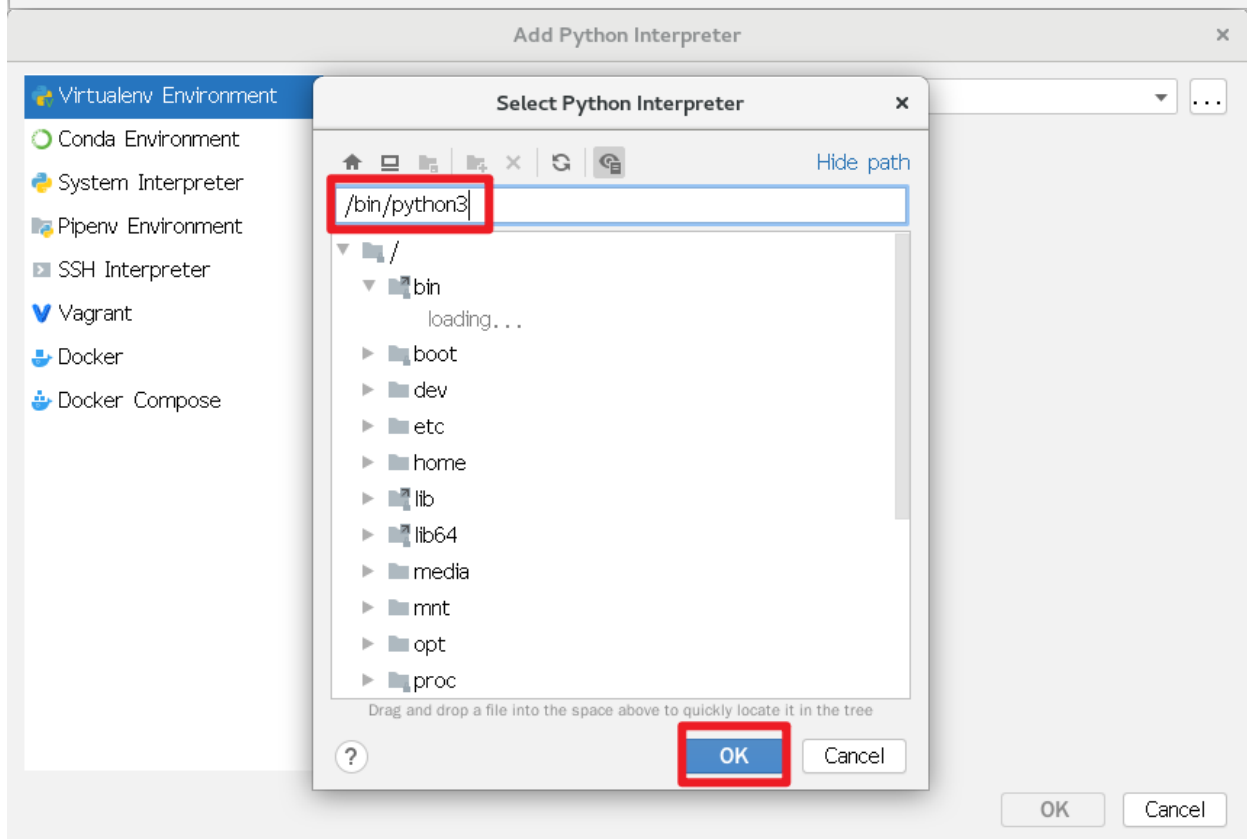 Add Python Interpreter
Virtualenv Environment
...
Conda Environment
System Interpreter
Pipenv Environment
SSH Interpreter
Vagrant
Docker
Docker Compose
Select Python Interpreter
Hide path
/bin/python3
/
bin
loading...
boot
dev
etc
home
lib
lib64
media
mnt
opt
proc
Drag and drop a file into the space above to quickly locate it in the tree
? OK Cancel
OK Cancel